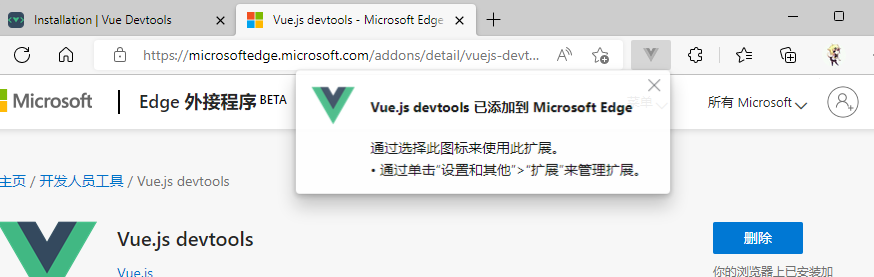 Installation | Vue Devtools
Vue.js devtools - Microsoft Edge
https://microsoftedge.microsoft.com/addons/detail/vuejs-devt...
Microsoft
Edge 外接程序 BETA
Vue.js devtools 已添加到 Microsoft Edge
菜单
所有 Microsoft
通过选择此图标来使用此扩展。
• 通过单击“设置和其他”>“扩展”来管理扩展。
主页 / 开发人员工具 / Vue.js devtools
Vue.js devtools
删除
Vue.js
你的浏览器上已安装加